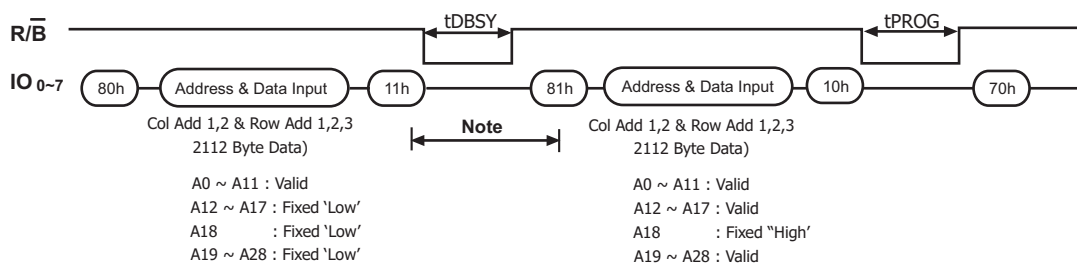 tDBSY tPROG
R/B
IO 0~7 80h Address & Data Input 11h 81h Address & Data Input 10h 70h
Note
Col Add 1,2 & Row Add 1,2,3 Col Add 1,2 & Row Add 1,2,3
2112 Byte Data) 2112 Byte Data)
A0 ~ A11 : Valid A0 ~ A11 : Valid
A12 ~ A17 : Fixed ‘Low’ A12 ~ A17 : Valid
A18 : Fixed ‘Low’ A18 : Fixed “High’
A19 ~ A28 : Fixed ‘Low’ A19 ~ A28 : Valid